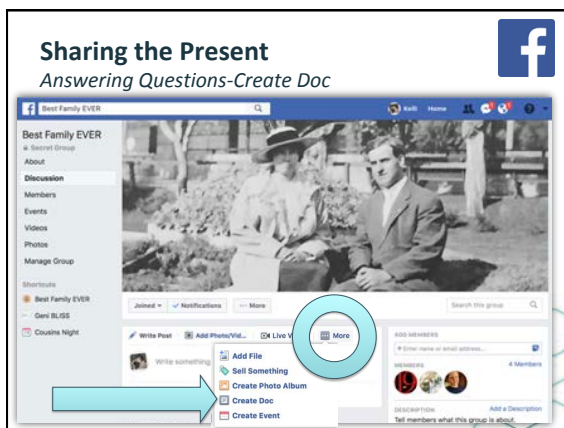 Sharing the Present
Answering Questions-Create Doc
f
f Best Family EVER
Kelli Home
Best Family EVER
Secret Group
About
Discussion
Members
Events
Videos
Photos
Manage Group
Shortcuts
Best Family EVER
Geni BLISS
Cousins Night
Joined Notifications ··· More
Search this group
Write Post Add Photo/Vid... Live V More
Write something
Add File
Sell Something
Create Photo Album
Create Doc
Create Event
ADD MEMBERS
+ Enter name or email address...
MEMBERS 4 Members
DESCRIPTION Add a Description
Tell members what this group is about.